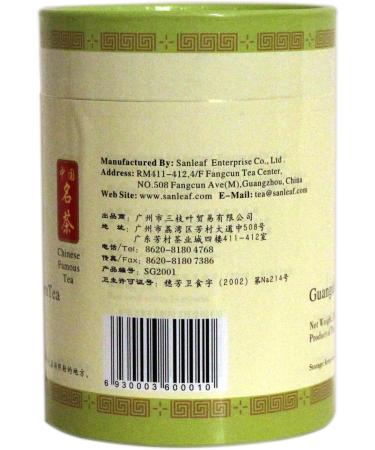 中国
名茶
Chinese
Famous
Tea
Manufactured By: Sanleaf Enterprise Co., Ltd.
Address: RM411-412,4/F Fangcun Tea Center,
NO.508 Fangcun Ave(M),Guangzhou, China
Web Site: www.sanleaf.com E-Mail: tea@sanleaf.com
出品商: 广州市三枝叶贸易有限公司
地 址: 广州市荔湾区芳村大道中508号
广东芳村茶业城四楼411-412室
电话/Tel: 8620-8180 4768
传真/Fax: 8620-8180 7386
产品编号: SG2001
卫生许可证号: 穗芳卫食字 (2002) 第No214号
Tea
Net Weight
6 930003 600010